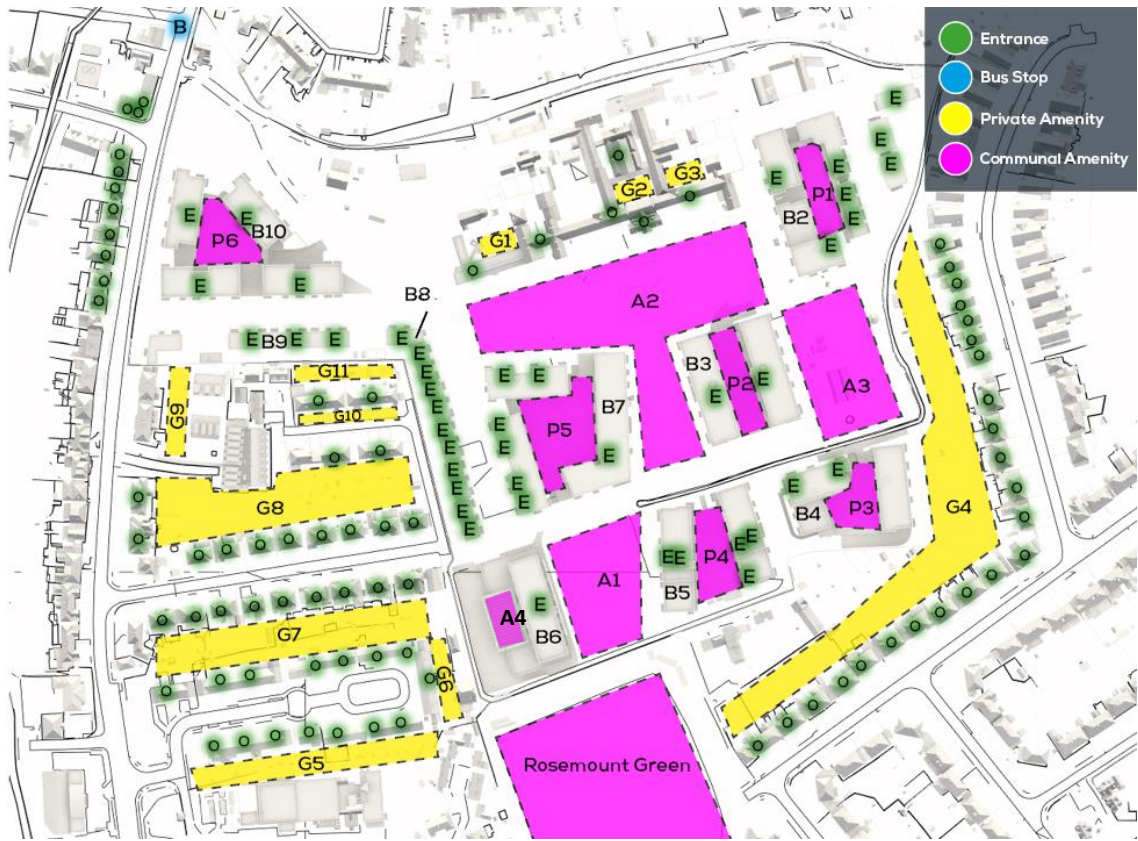 B
Entrance
Bus Stop
Private Amenity
Communal Amenity
E
O O
O
E
O
O
E
O
G2 G3
E
P1 E
E
O
E
O
E
B2
E
O
O
O
O
E
E
B10
P6
G1
O
E
O
O
O
O
O
E
E
A2
B8
O
O
O
O
E
B9
E
E
E
E
B3
P2
E
E
A3
O
G11
E
E
E
B7
G9
O
O
G10
E
E
P5
E
E
E
E
O
O
O
O
O
G8
E
E
E
E
E
E
E
B4
P3
G4
O
O
O
O
O
O
O
O
O
E
E
A1
E E
P4
E
E
E
B5
O
O
O
O
O
O
O
O
O
G7
A4
E
B6
O
O
O
O
O
O
O
G6
O
O
O
O
O
O
O
G5
Rosemount Green
O
O
O
O
O
O
O
O
O
O